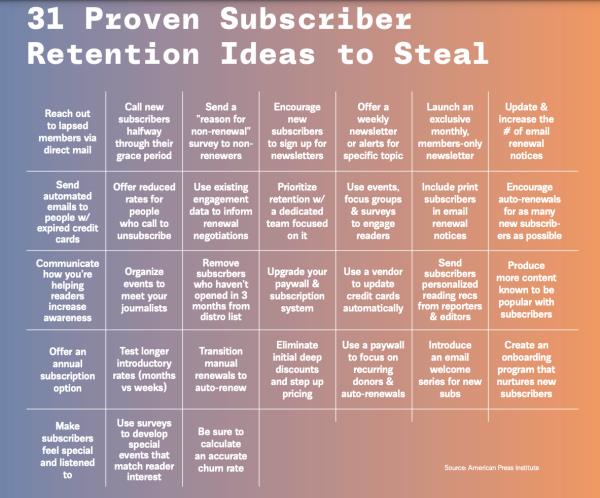 31 Proven Subscriber
Retention Ideas to Steal
Reach out
to lapsed
members via
direct mail
Call new
subscribers
halfway
through their
grace period
Send a
"reason for
non-renewal"
survey to non-
renewers
Encourage
new
subscribers
to sign up for
newsletters
Offer a
weekly
newsletter
or alerts for
specific topic
Launch an
exclusive
monthly,
members-only
newsletter
Update &
increase the
# of email
renewal
notices
Send
automated
emails to
people w/
expired credit
cards
Offer reduced
rates for
people
who call to
unsubscribe
Use existing
engagement
data to inform
renewal
negotiations
Prioritize
retention w/
a dedicated
team focused
on it
Use events,
focus groups
& surveys
to engage
readers
Include print
subscribers
in email
renewal
notices
Encourage
auto-renewals
for as many
new subscrib-
ers as possible
Communicate
how you're
helping
readers
increase
awareness
Organize
events to
meet your
journalists
Remove
subscrbers
who haven't
opened in 3
months from
distro list
Upgrade your
paywall &
subscription
system
Use a vendor
to update
credit cards
automatically
Send
subscribers
personalized
reading recs
from reporters
& editors
Produce
more content
known to be
popular with
subscribers
Offer an
annual
subscription
option
Test longer
introductory
rates (months
vs weeks)
Transition
manual
renewals to
auto-renew
Eliminate
initial deep
discounts
and step up
pricing
Use a paywall
to focus on
recurring
donors &
auto-renewals
Introduce
an email
welcome
series for new
subs
Create an
onboarding
program that
nurtures new
subscribers
Make
subscribers
feel special
and listened
to
Use surveys
to develop
special
events that
match reader
interest
Be sure to
calculate
an accurate
churn rate
Source: American Press Institute